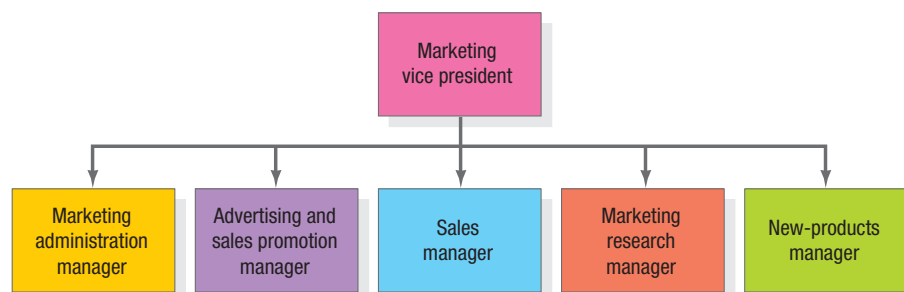 Marketing
vice president
Marketing
administration
manager
Advertising and
sales promotion
manager
Sales
manager
Marketing
research
manager
New-products
manager